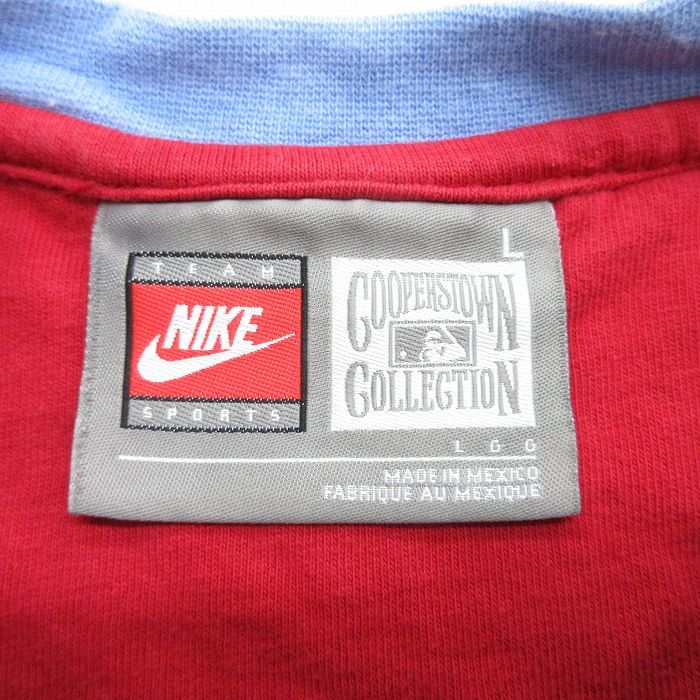 L
TEAM
NIKE
SPORTS
COOPERSTOWN
COLLECTION
L G G
MADE IN MEXICO
FABRIQUE AU MEXIQUE